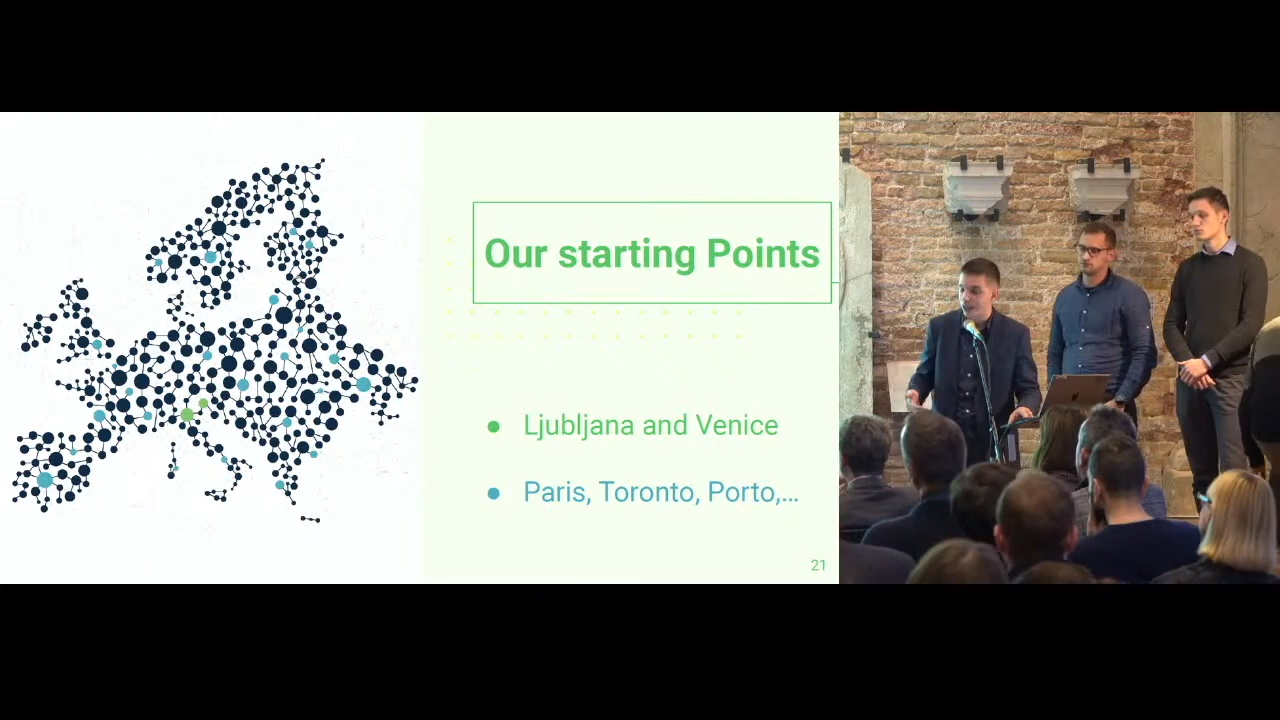 Our starting Points
● Ljubljana and Venice
● Paris, Toronto, Porto,...
21